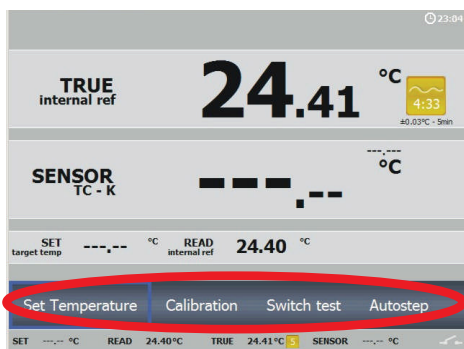 23:04
TRUE
internal ref
24.41 °C
4:33
±0.03°C - 5min
SENSOR
TC - K
---.-- ---.--- °C
SET
target temp
---.-- °C
READ
internal ref
24.40 °C
Set Temperature Calibration Switch test Autostep
SET ---.-- °C READ 24.40°C TRUE 24.41°C S SENSOR ---.-- °C